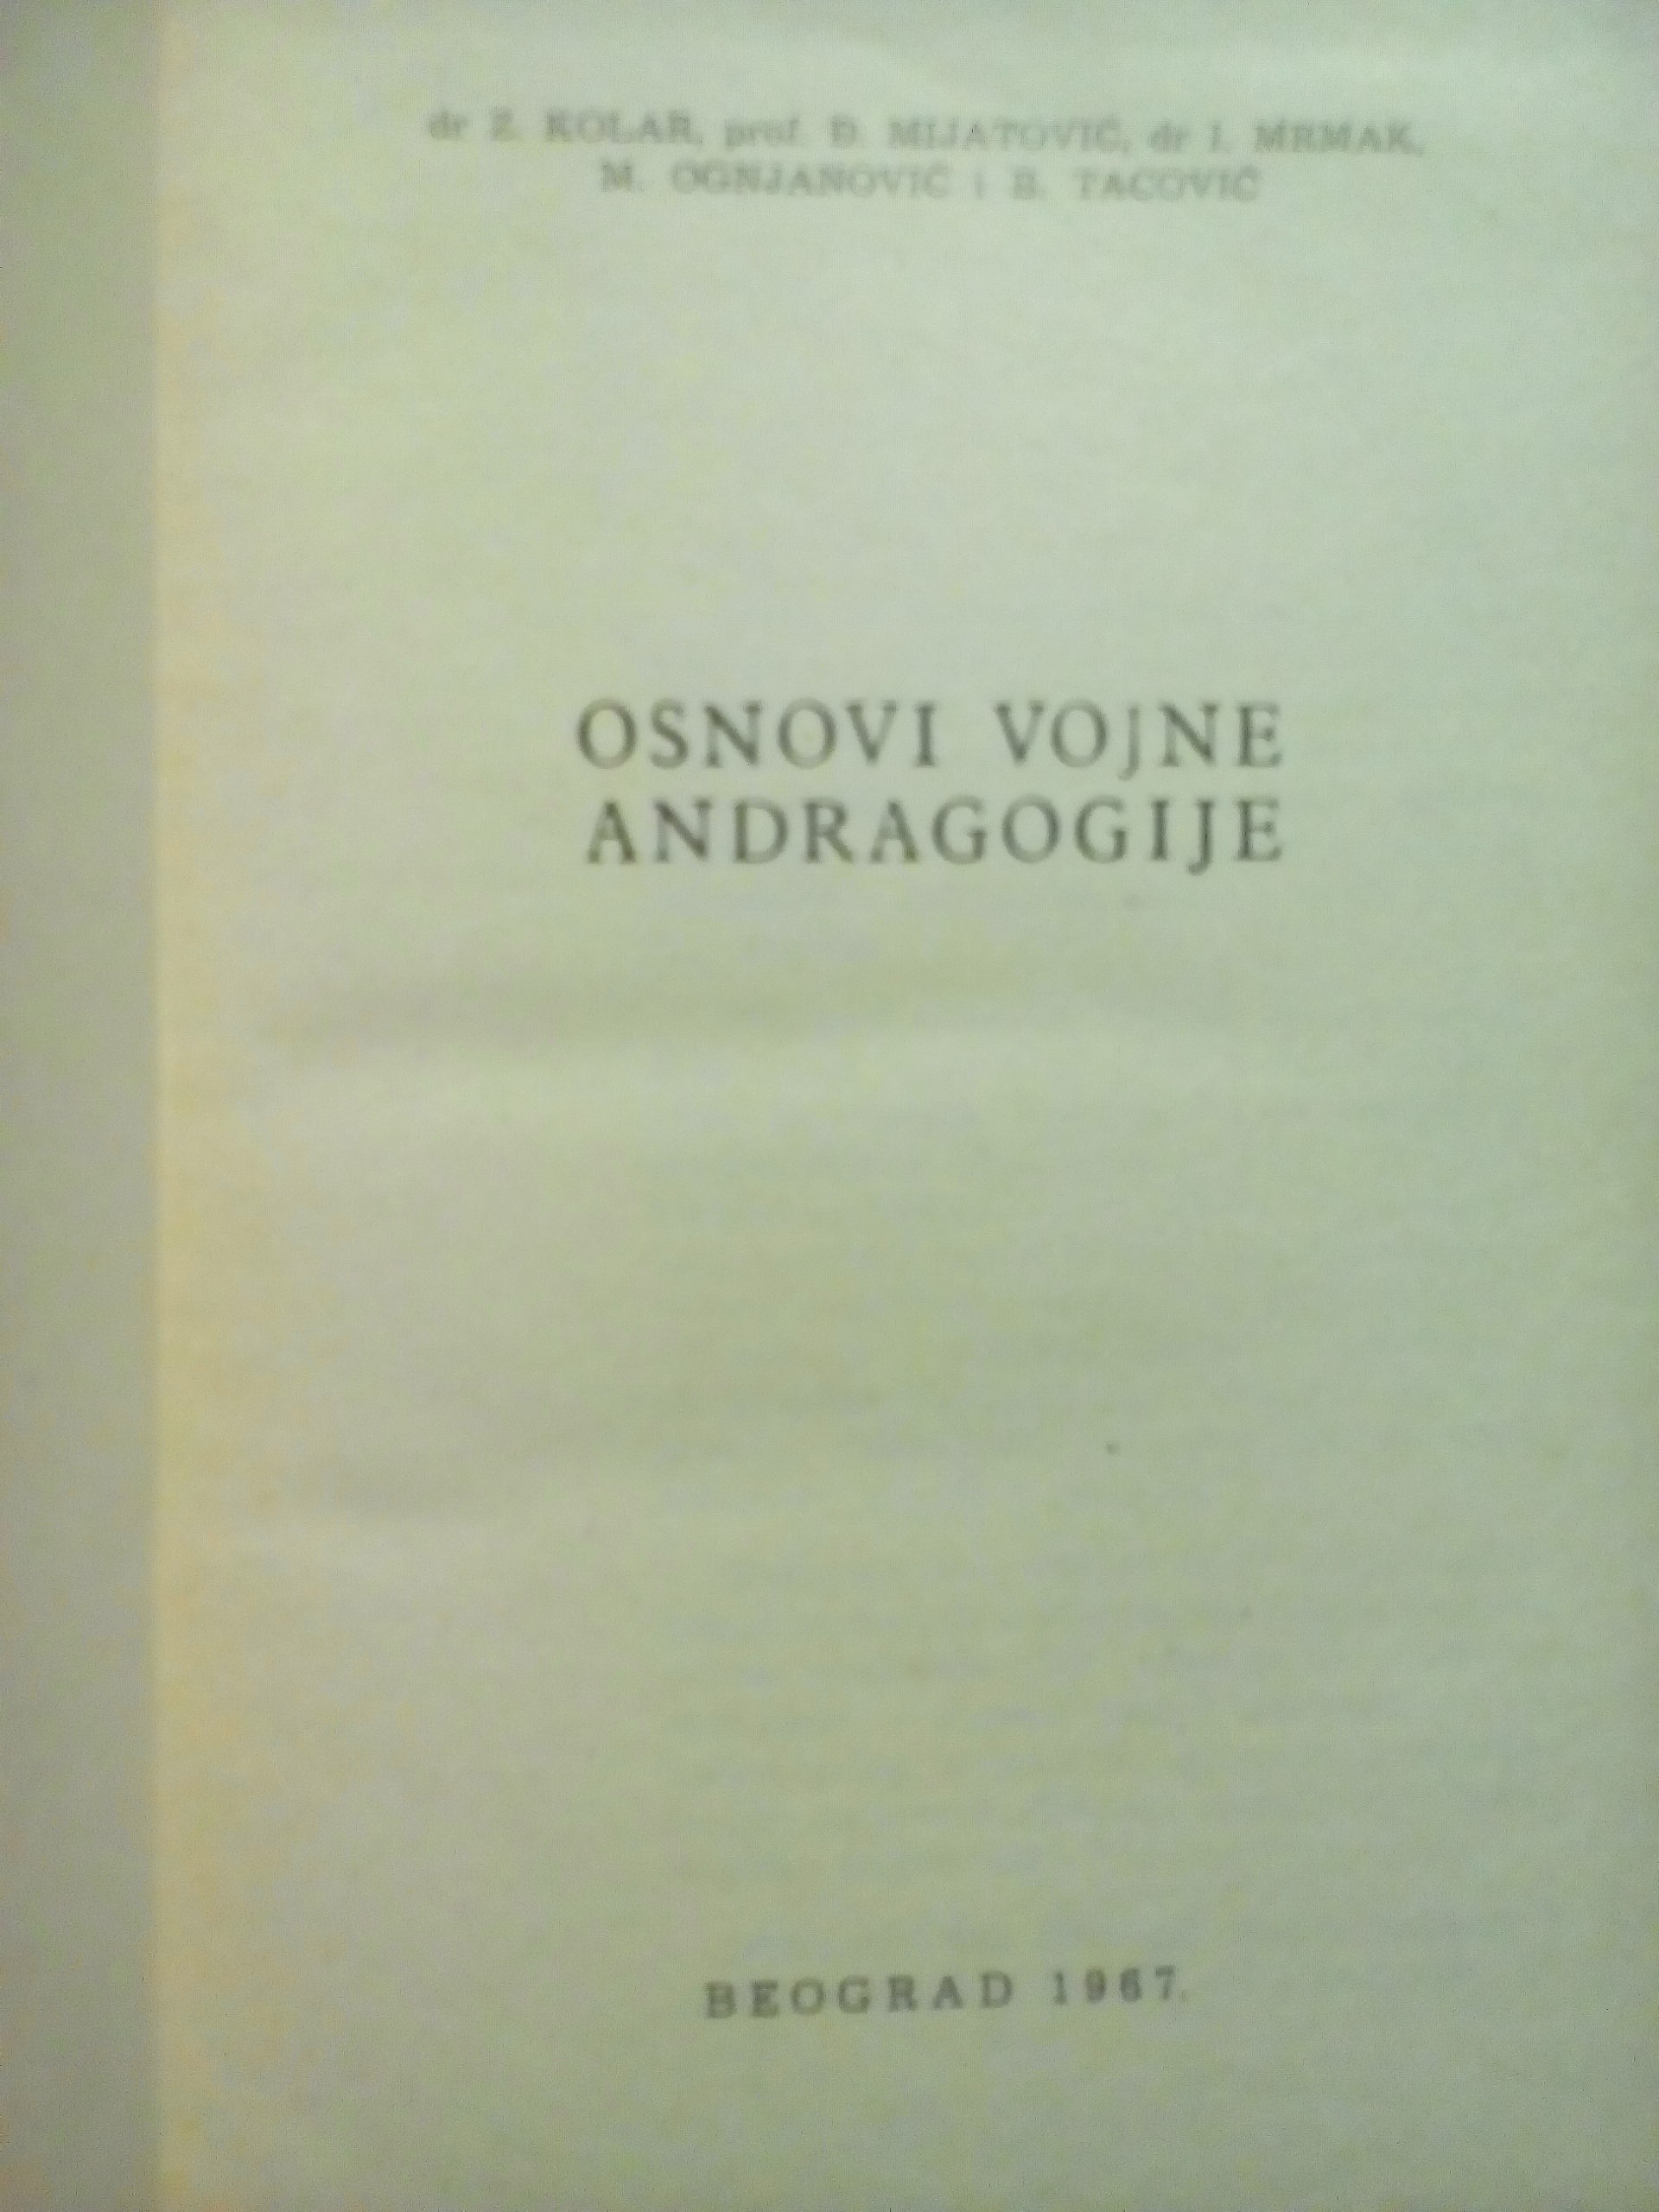 dr Ž. KOLAR, prof. Đ. MIJATOVIĆ, dr I. MRMAK,
M. OGNJANOVIĆ i B. TACOVIĆ
OSNOVI VOJNE
ANDRAGOGIJE
BEOGRAD 1967.